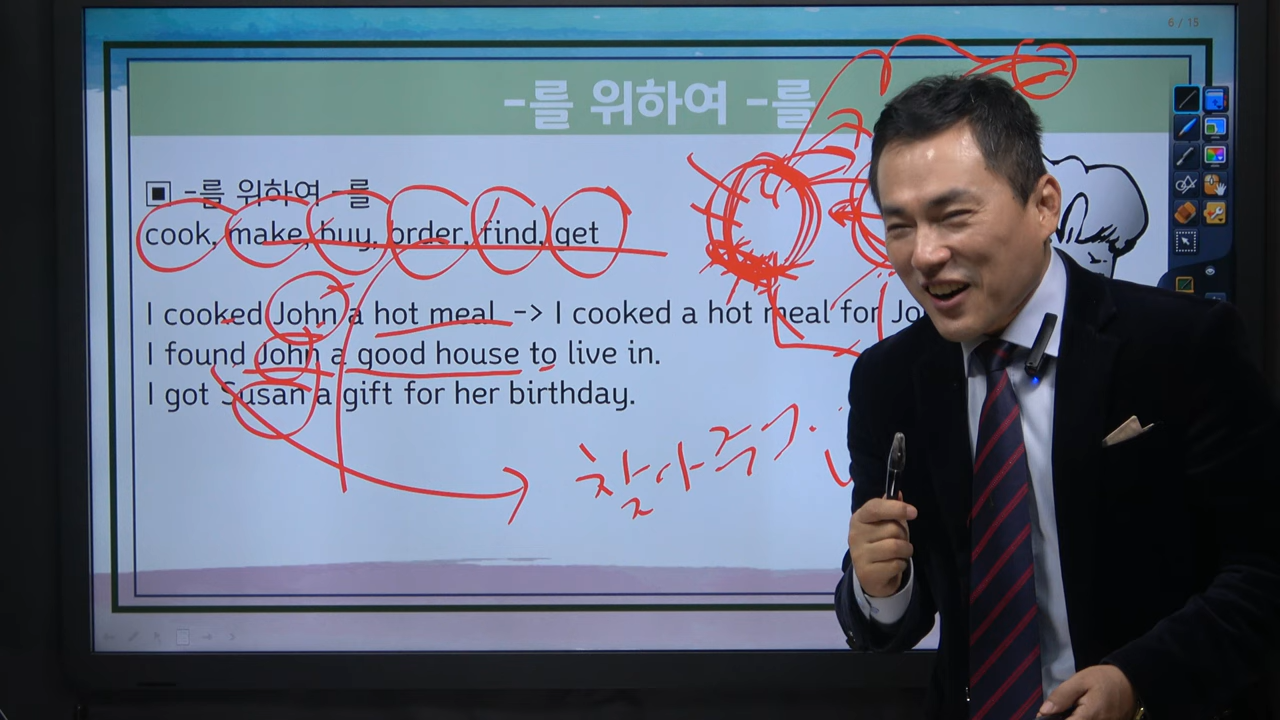 6 / 15
-를 위하여 -를
▣ -를 위하여 -를
cook, make, buy, order, find, get
I cooked John a hot meal -> I cooked a hot meal for Jo
I found John a good house to live in.
I got Susan a gift for her birthday.
찾아주가